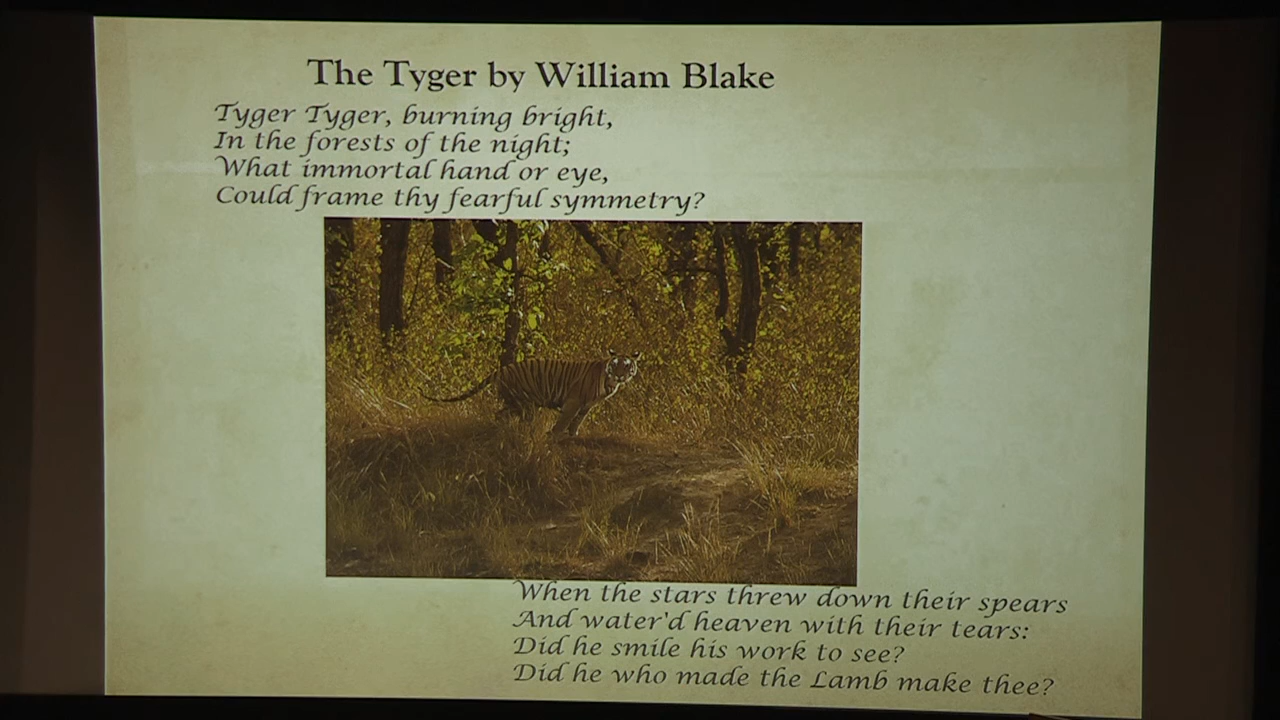 The Tyger by William Blake
Tyger Tyger, burning bright,
In the forests of the night;
What immortal hand or eye,
Could frame thy fearful symmetry?
When the stars threw down their spears
And water'd heaven with their tears:
Did he smile his work to see?
Did he who made the Lamb make thee?